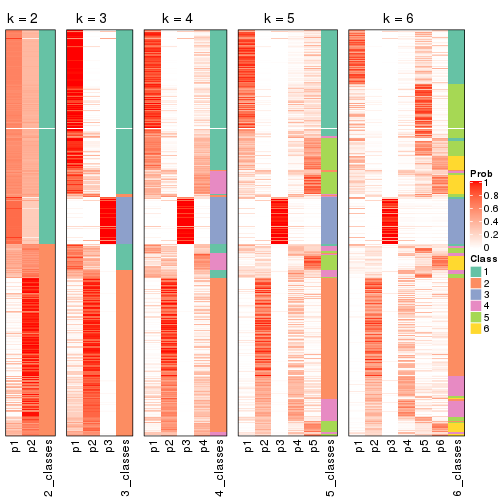 k = 2
k = 3
k = 4
k = 5
k = 6
Prob
1
0.8
0.6
0.4
0.2
0
Class
1
2
3
4
5
6
p1
p2
2_classes
p1
p2
p3
3_classes
p1
p2
p3
p4
4_classes
p1
p2
p3
p4
p5
5_classes
p1
p2
p3
p4
p5
p6
6_classes